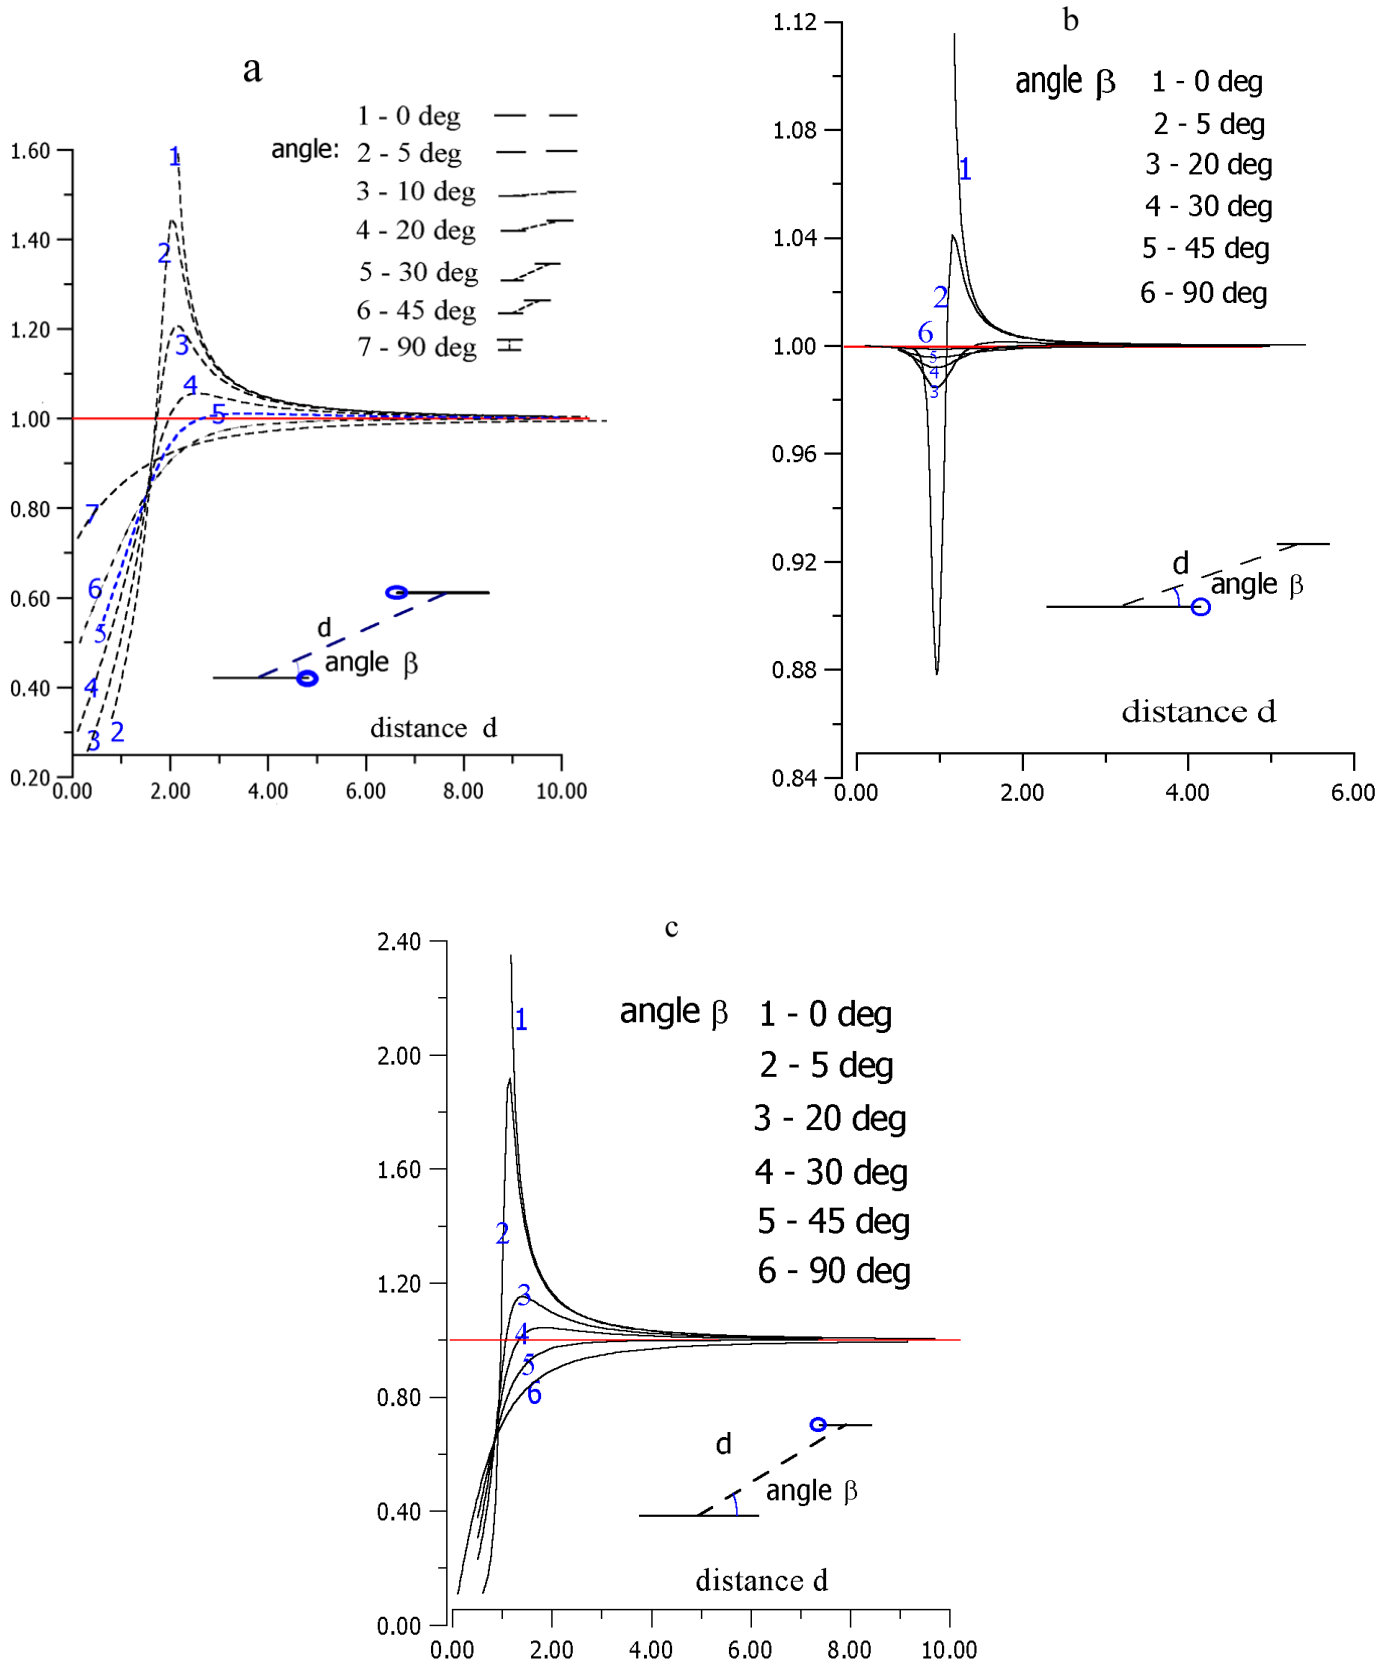 a
1 - 0 deg
angle: 2 - 5 deg
3 - 10 deg
4 - 20 deg
5 - 30 deg
6 - 45 deg
7 - 90 deg
1.60
1.40
1.20
1.00
0.80
0.60
0.40
0.20
1
2
3
4
5
7
6
5
4
3
2
d
angle β
distance d
0.00 2.00 4.00 6.00 8.00 10.00
b
angle β 1 - 0 deg
2 - 5 deg
3 - 20 deg
4 - 30 deg
5 - 45 deg
6 - 90 deg
1.12
1.08
1.04
1.00
0.96
0.92
0.88
0.84
1
2
6
5
4
3
d
angle β
distance d
0.00 2.00 4.00 6.00
c
angle β 1 - 0 deg
2 - 5 deg
3 - 20 deg
4 - 30 deg
5 - 45 deg
6 - 90 deg
2.40
2.00
1.60
1.20
0.80
0.40
0.00
1
2
3
4
5
6
d
angle β
distance d
0.00 2.00 4.00 6.00 8.00 10.00